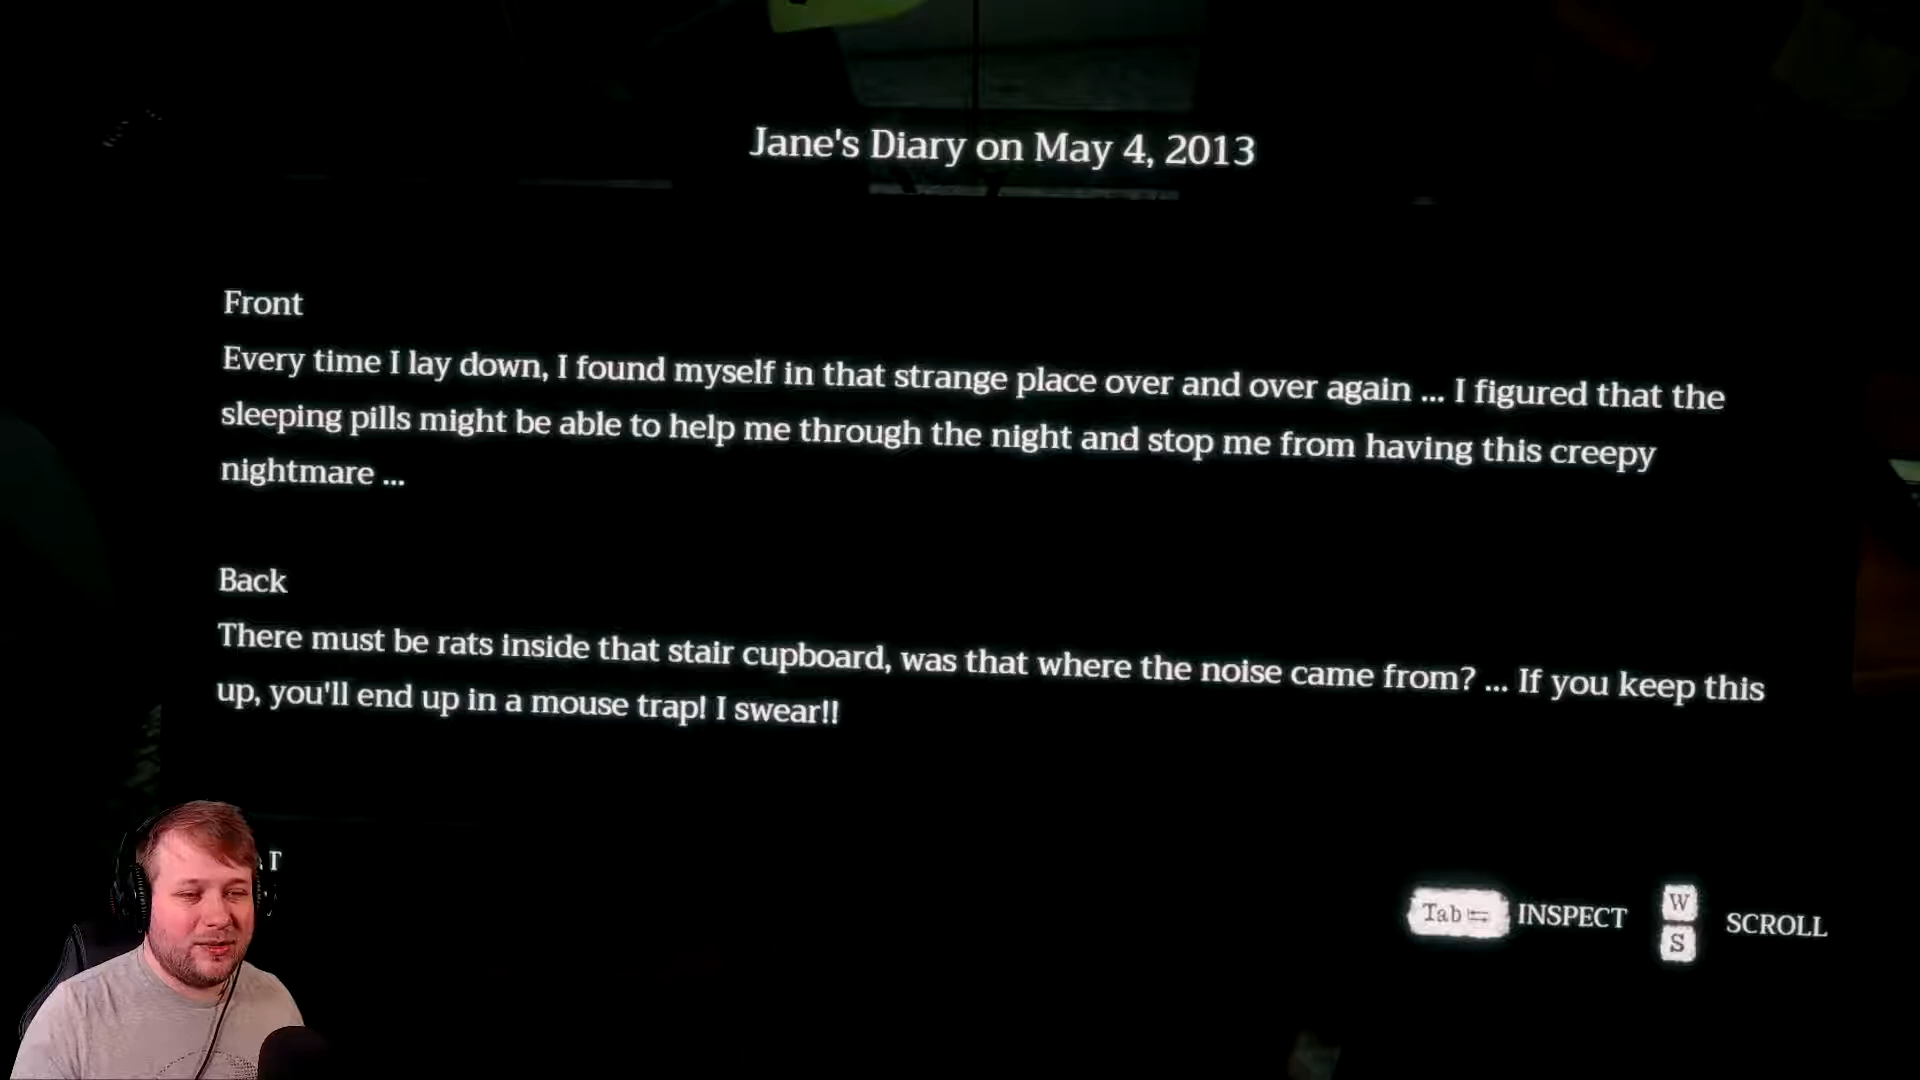 Jane's Diary on May 4, 2013
Front
Every time I lay down, I found myself in that strange place over and over again ... I figured that the
sleeping pills might be able to help me through the night and stop me from having this creepy
nightmare ...
Back
There must be rats inside that stair cupboard, was that where the noise came from? ... If you keep this
up, you'll end up in a mouse trap! I swear!!
Tab INSPECT W S SCROLL